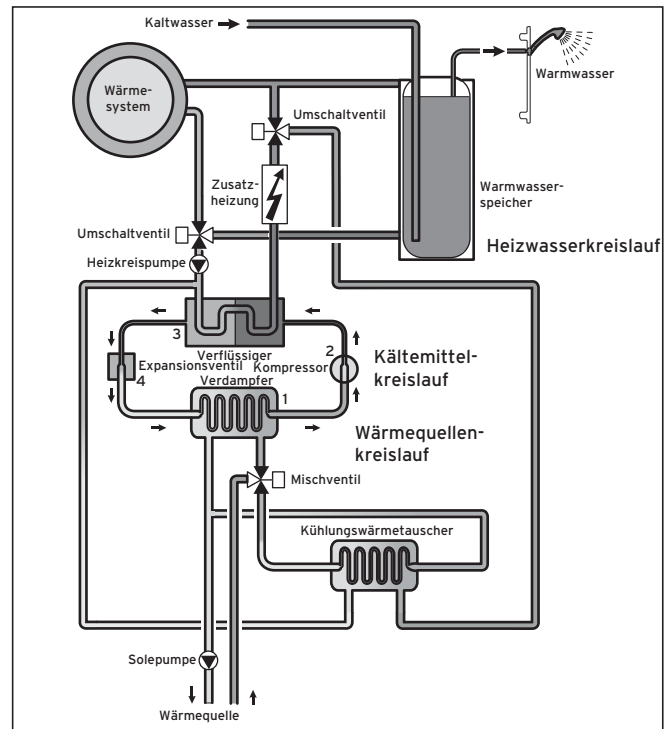 Kaltwasser
Warmwasser
Wärme-
system
Umschaltventil
Zusatz-
heizung
Warmwasser-
speicher
Umschaltventil
Heizwasserkreislauf
Heizkreispumpe
3
Verflüssiger
2
Kältemittel-
kreislauf
Expansionsventil
Kompressor
4
Verdampfer
1
Wärmequellen-
kreislauf
Mischventil
Kühlungswärmetauscher
Solepumpe
Wärmequelle